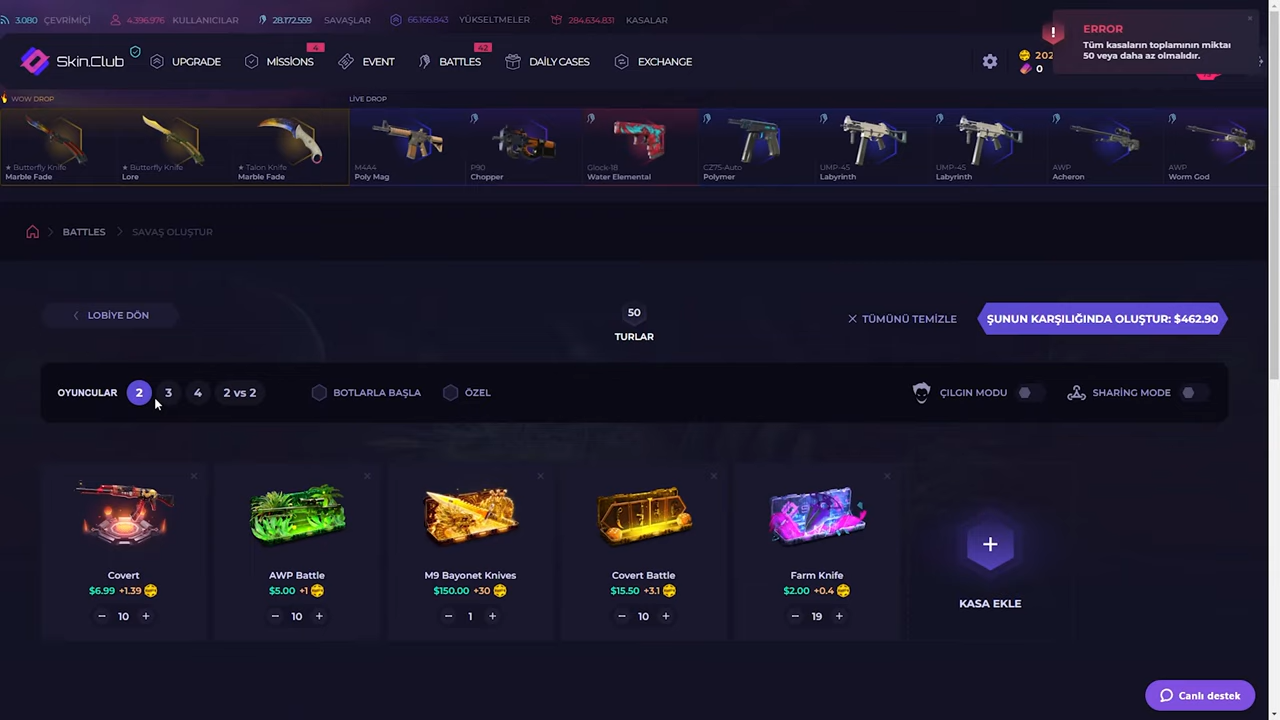 3.080 ÇEVRİMİÇİ 4.396.976 KULLANICILAR 28.172.559 SAVAŞLAR 66.166.843 YÜKSELTMELER 284.634.831 KASALAR
ERROR
Tüm kasaların toplamının miktarı
50 veya daha az olmalıdır.
Skin.Club UPGRADE 4 MISSIONS EVENT 42 BATTLES DAILY CASES EXCHANGE 202
0
WOW DROP LIVE DROP
★ Butterfly Knife
Marble Fade
★ Butterfly Knife
Lore
★ Talon Knife
Marble Fade
M4A4
Poly Mag
P90
Chopper
Glock-18
Water Elemental
CZ75-Auto
Polymer
UMP-45
Labyrinth
UMP-45
Labyrinth
AWP
Acheron
AWP
Worm God
BATTLES SAVAŞ OLUŞTUR
LOBİYE DÖN
50
TURLAR
TÜMÜNÜ TEMİZLE
ŞUNUN KARŞILIĞINDA OLUŞTUR: $462.90
OYUNCULAR 2 3 4 2 vs 2 BOTLARLA BAŞLA ÖZEL ÇILGIN MODU SHARING MODE
Covert
$6.99 +1.39
− 10 +
AWP Battle
$5.00 +1
− 10 +
M9 Bayonet Knives
$150.00 +30
− 1 +
Covert Battle
$15.50 +3.1
− 10 +
Farm Knife
$2.00 +0.4
− 19 +
+
KASA EKLE
Canlı destek